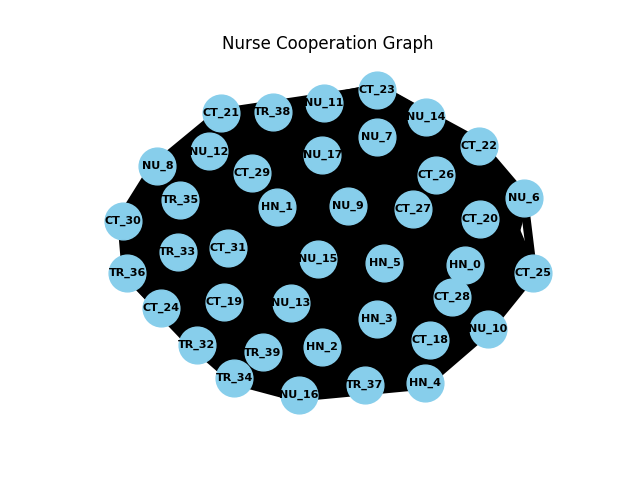 Nurse Cooperation Graph
CT_23
NU_11
TR_38
CT_21
NU_14
NU_7
CT_22
NU_12
NU_17
NU_8
CT_29
CT_26
NU_6
TR_35
HN_1
NU_9
CT_27
CT_20
CT_30
CT_31
TR_33
NU_15
HN_5
HN_0
TR_36
CT_25
CT_28
CT_19
NU_13
CT_24
HN_3
NU_10
CT_18
TR_32
HN_2
TR_39
TR_34
HN_4
TR_37
NU_16